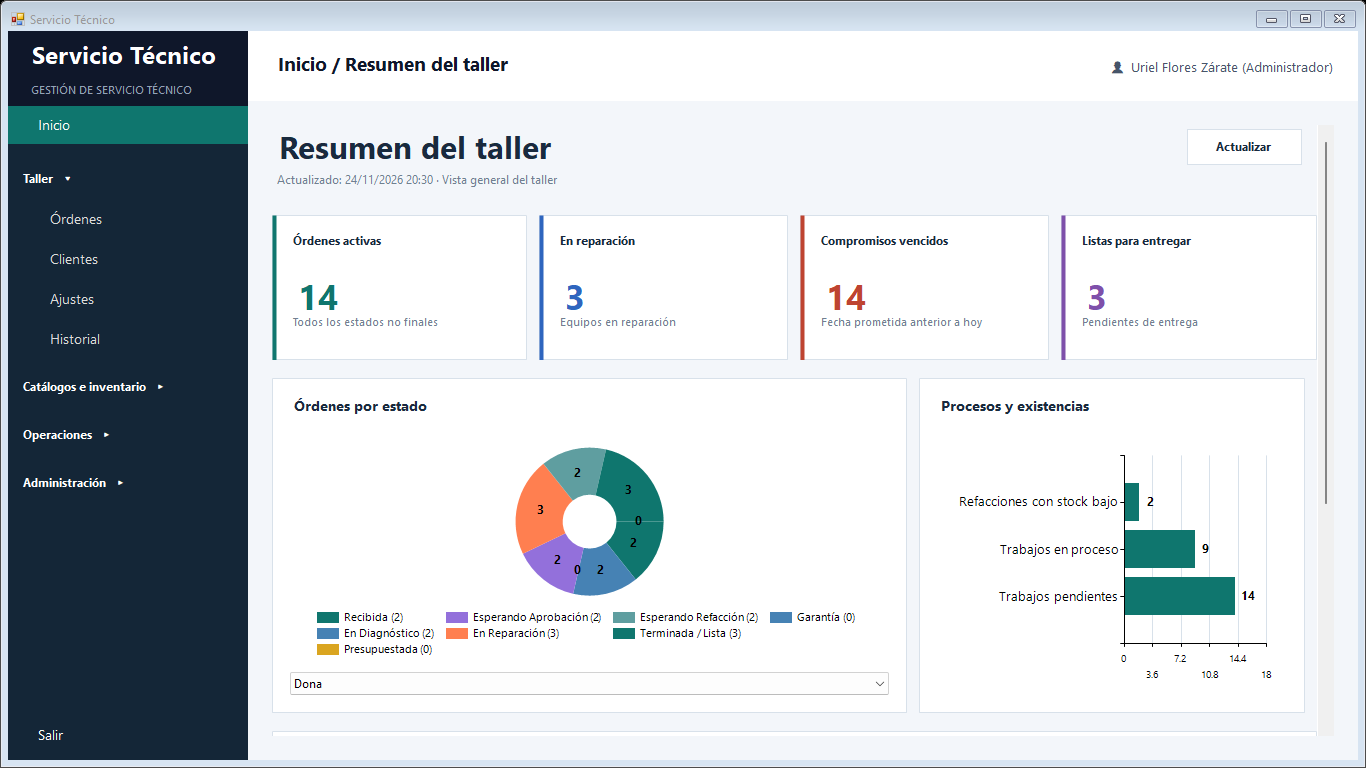 Servicio Técnico
Servicio Técnico
GESTIÓN DE SERVICIO TÉCNICO
Inicio
Taller
Órdenes
Clientes
Ajustes
Historial
Catálogos e inventario
Operaciones
Administración
Salir
Inicio / Resumen del taller
Uriel Flores Zárate (Administrador)
Resumen del taller
Actualizado: 24/11/2026 20:30 · Vista general del taller
Actualizar
Órdenes activas
14
Todos los estados no finales
En reparación
3
Equipos en reparación
Compromisos vencidos
14
Fecha prometida anterior a hoy
Listas para entregar
3
Pendientes de entrega
Órdenes por estado
2
3
3
0
2
2
0
2
Recibida (2)
Esperando Aprobación (2)
Esperando Refacción (2)
Garantía (0)
En Diagnóstico (2)
En Reparación (3)
Terminada / Lista (3)
Presupuestada (0)
Dona
Procesos y existencias
Refacciones con stock bajo
2
Trabajos en proceso
9
Trabajos pendientes
14
0
7.2
14.4
3.6
10.8
18